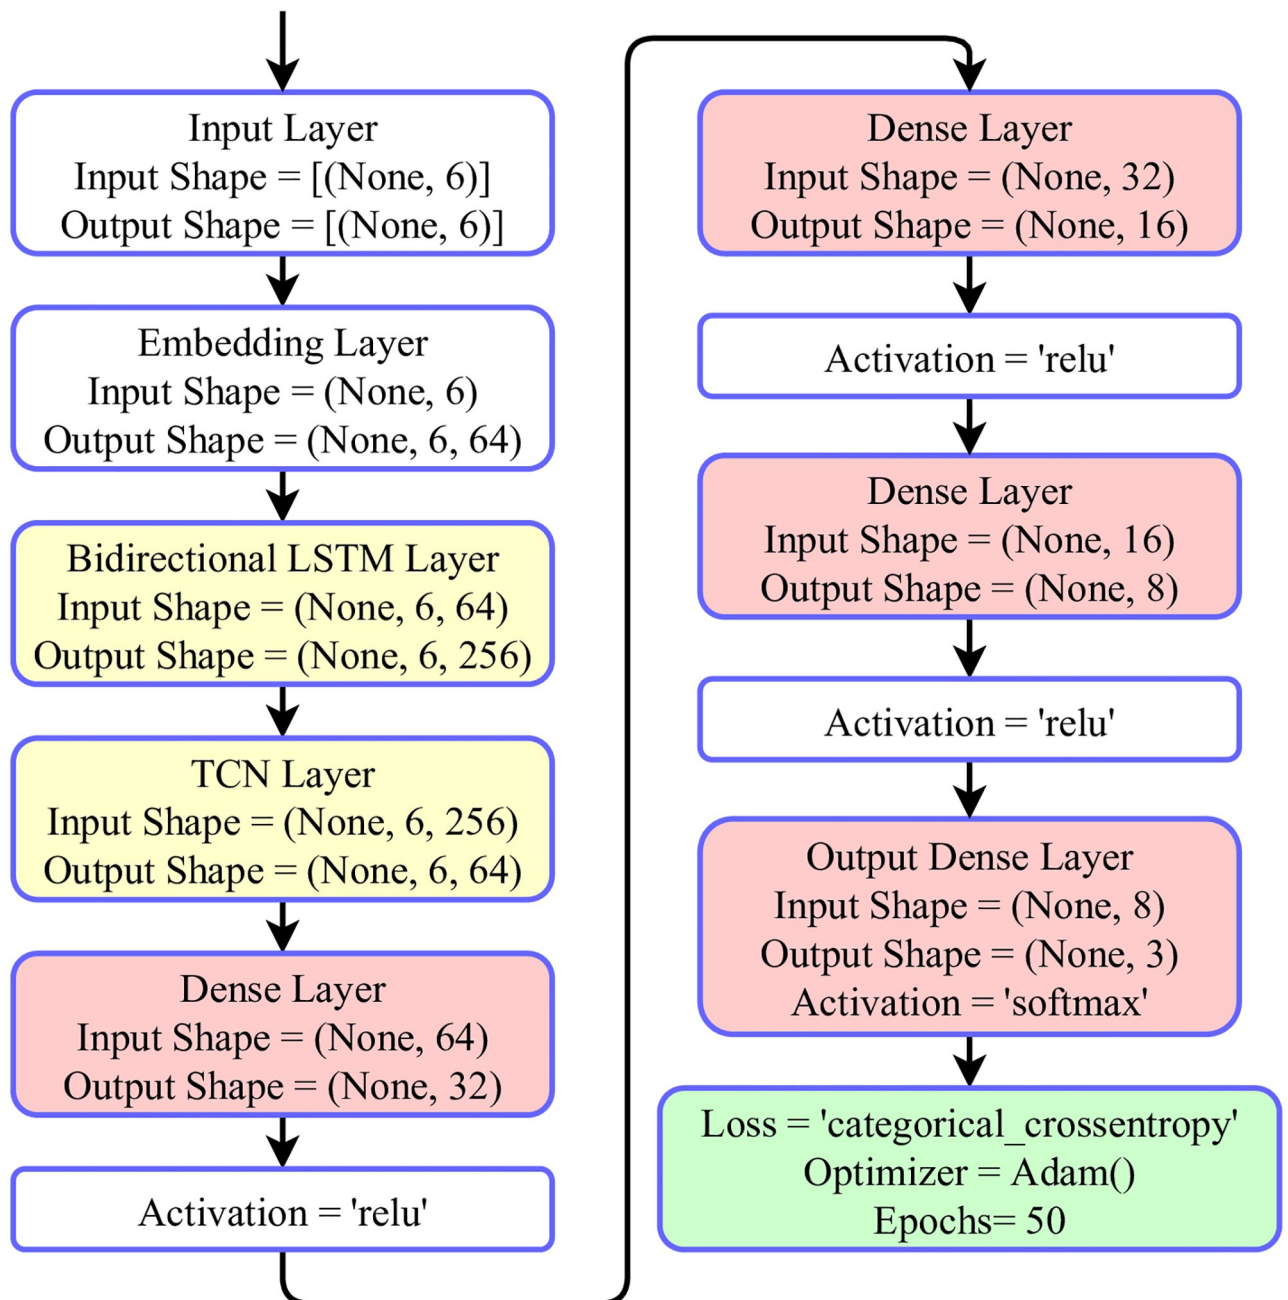 Input Layer
Input Shape = [(None, 6)]
Output Shape = [(None, 6)]
Embedding Layer
Input Shape = (None, 6)
Output Shape = (None, 6, 64)
Bidirectional LSTM Layer
Input Shape = (None, 6, 64)
Output Shape = (None, 6, 256)
TCN Layer
Input Shape = (None, 6, 256)
Output Shape = (None, 6, 64)
Dense Layer
Input Shape = (None, 64)
Output Shape = (None, 32)
Activation = 'relu'
Dense Layer
Input Shape = (None, 32)
Output Shape = (None, 16)
Activation = 'relu'
Dense Layer
Input Shape = (None, 16)
Output Shape = (None, 8)
Activation = 'relu'
Output Dense Layer
Input Shape = (None, 8)
Output Shape = (None, 3)
Activation = 'softmax'
Loss = 'categorical_crossentropy'
Optimizer = Adam()
Epochs= 50